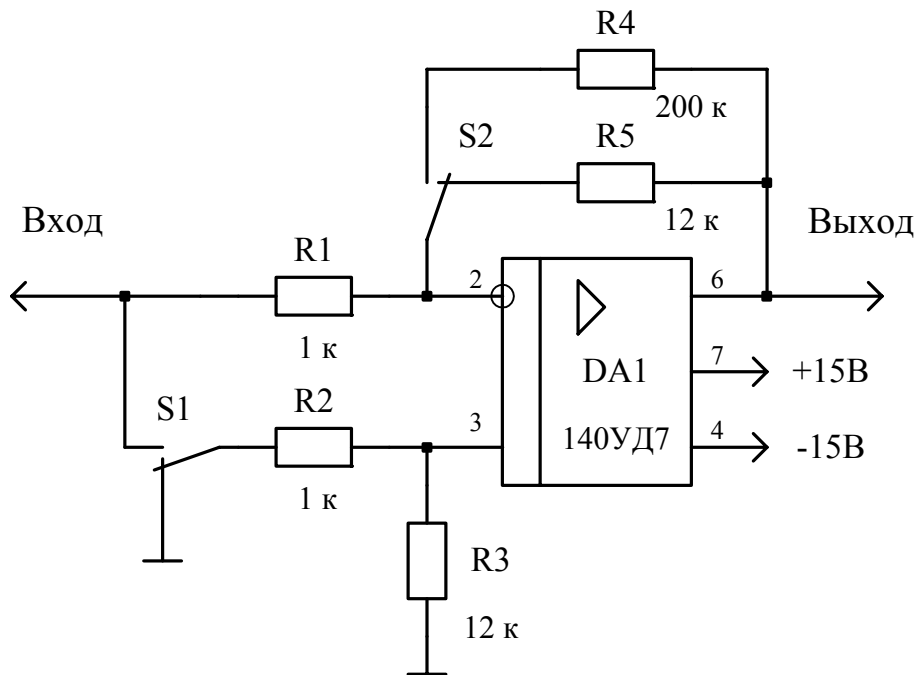 R4
200 к
S2
R5
12 к
Вход
Выход
R1
1 к
2
6
DA1
7
+15В
S1
R2
1 к
3
140УД7
4
-15В
R3
12 к